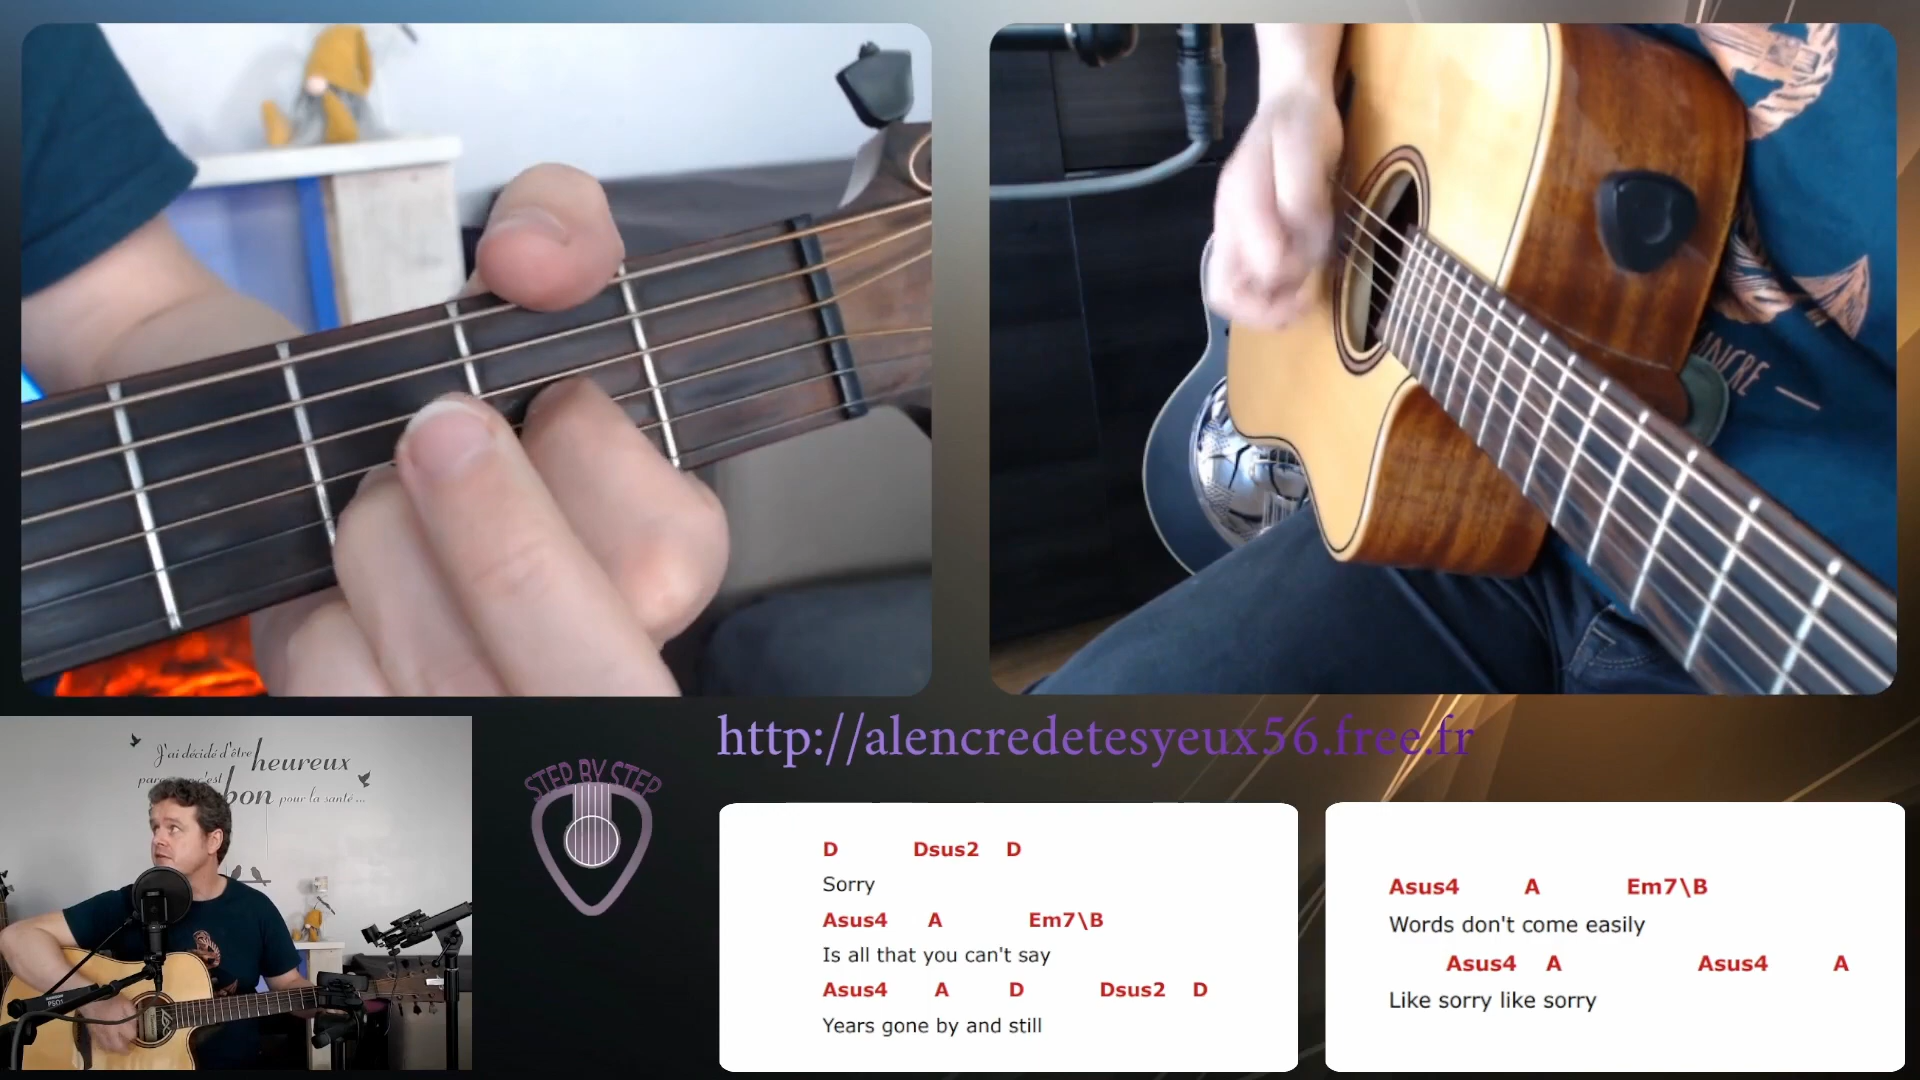 NCRE —
http://alencredetesyeux56.free.fr
J'ai décidé d'être heureux
c'est bon pour la santé...
STEP BY STEP
D Dsus2 D
Sorry
Asus4 A Em7\B
Is all that you can't say
Asus4 A D Dsus2 D
Years gone by and still
Asus4 A Em7\B
Words don't come easily
Asus4 A Asus4 A
Like sorry like sorry